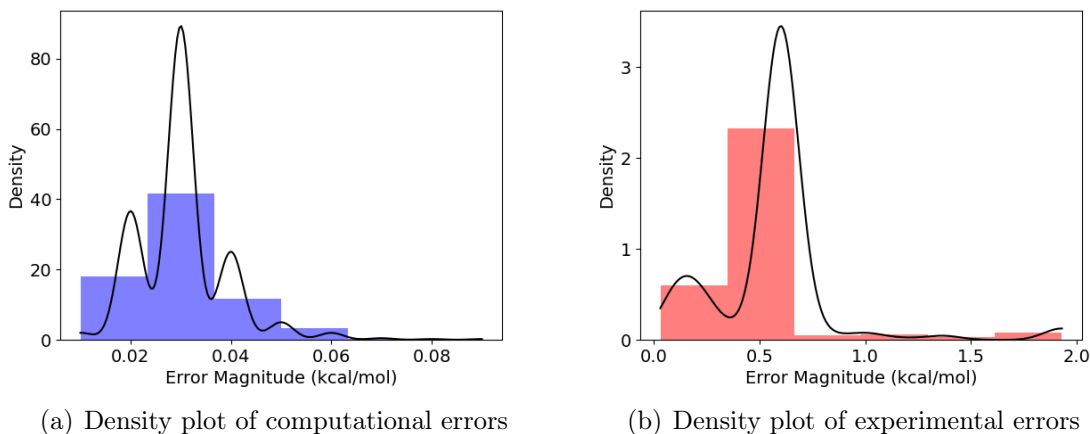 80
60
40
20
0
Density
0.02 0.04 0.06 0.08
Error Magnitude (kcal/mol)
(a) Density plot of computational errors
3
2
1
0
Density
0.0 0.5 1.0 1.5 2.0
Error Magnitude (kcal/mol)
(b) Density plot of experimental errors